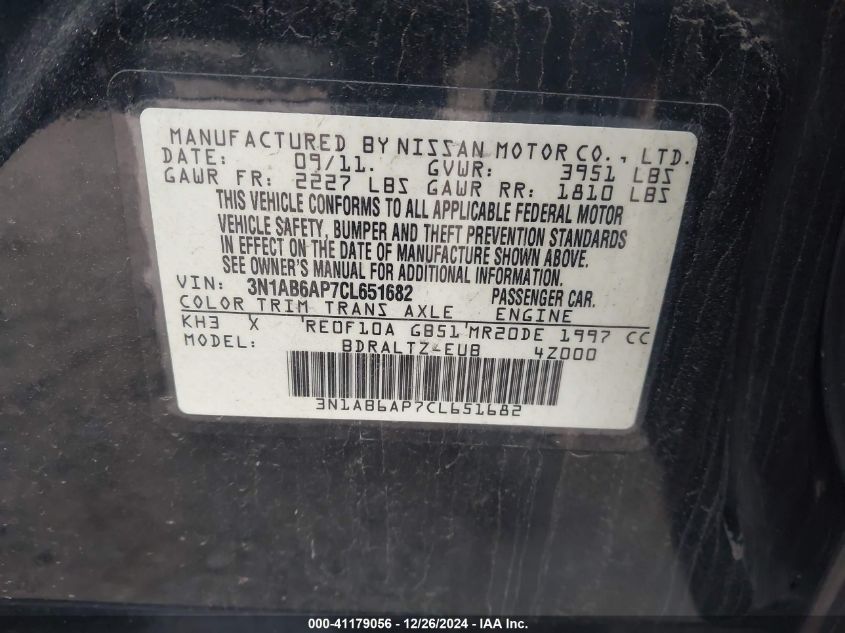 MANUFACTURED BY NISSAN MOTOR CO., LTD.
DATE: 09/11. GVWR: 3951 LBS
GAWR FR: 2227 LBS GAWR RR: 1810 LBS
THIS VEHICLE CONFORMS TO ALL APPLICABLE FEDERAL MOTOR
VEHICLE SAFETY, BUMPER AND THEFT PREVENTION STANDARDS
IN EFFECT ON THE DATE OF MANUFACTURE SHOWN ABOVE.
SEE OWNER'S MANUAL FOR ADDITIONAL INFORMATION.
VIN: 3N1AB6AP7CL651682 PASSENGER CAR.
COLOR TRIM TRANS AXLE ENGINE
KH3 X RE0F10A GB51 MR20DE 1997 CC
MODEL: BDRALTZ-EUB 4Z000
3N1AB6AP7CL651682
000-41179056 - 12/26/2024 - IAA Inc.